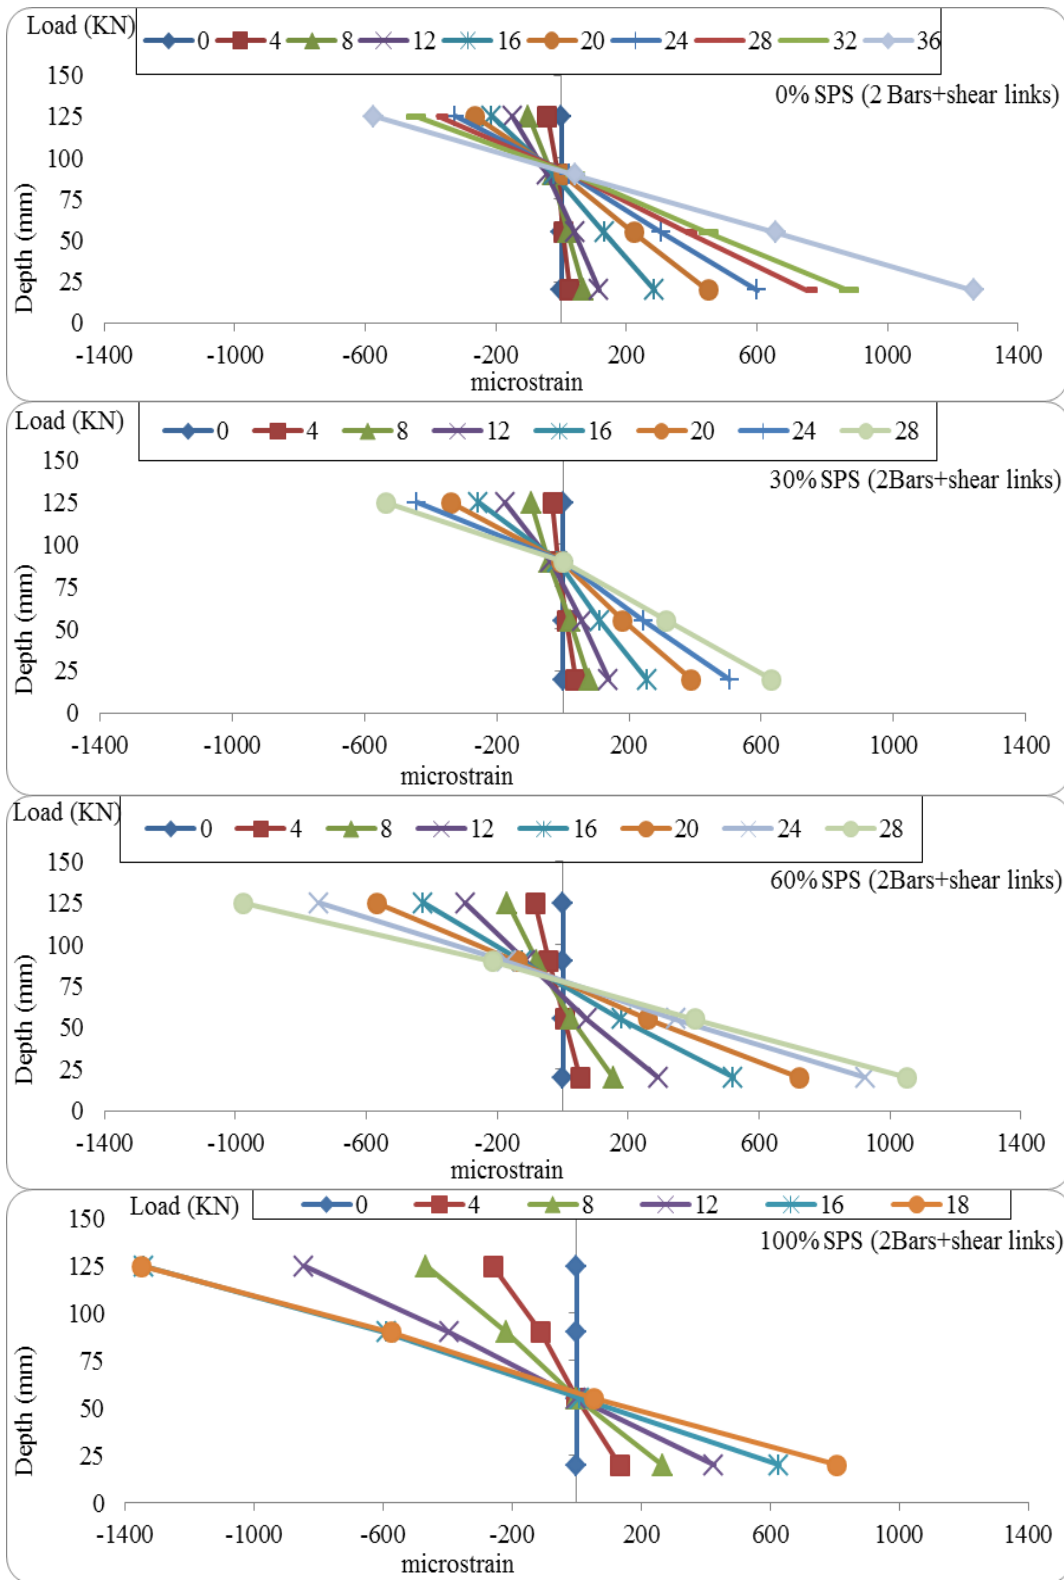 Load (KN) 0 4 8 12 16 20 24 28 32 36
0% SPS (2 Bars+shear links)
150
125
100
75
50
25
0
Depth (mm)
-1400 -1000 -600 -200 200 600 1000 1400
microstrain
Load (KN) 0 4 8 12 16 20 24 28
30% SPS (2Bars+shear links)
150
125
100
75
50
25
0
Depth (mm)
-1400 -1000 -600 -200 200 600 1000 1400
microstrain
Load (KN) 0 4 8 12 16 20 24 28
60% SPS (2Bars+shear links)
150
125
100
75
50
25
0
Depth (mm)
-1400 -1000 -600 -200 200 600 1000 1400
microstrain
Load (KN) 0 4 8 12 16 18
100% SPS (2Bars+shear links)
150
125
100
75
50
25
0
Depth (mm)
-1400 -1000 -600 -200 200 600 1000 1400
microstrain